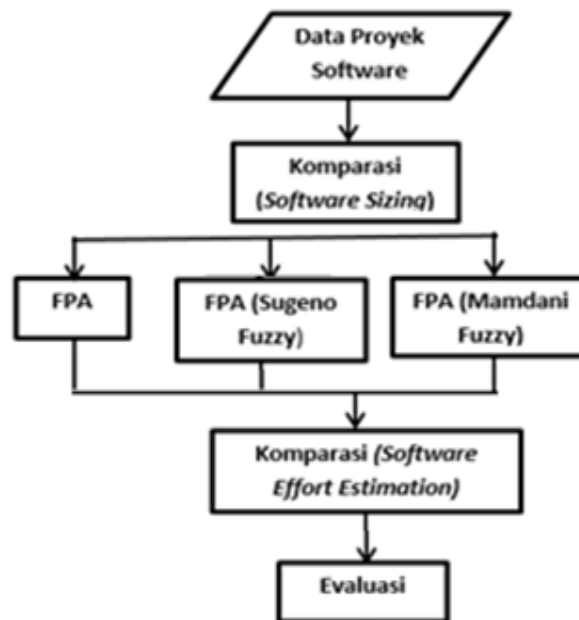 Data Proyek
Software
Komparasi
(Software Sizing)
FPA
FPA (Sugeno
Fuzzy)
FPA (Mamdani
Fuzzy)
Komparasi (Software
Effort Estimation)
Evaluasi